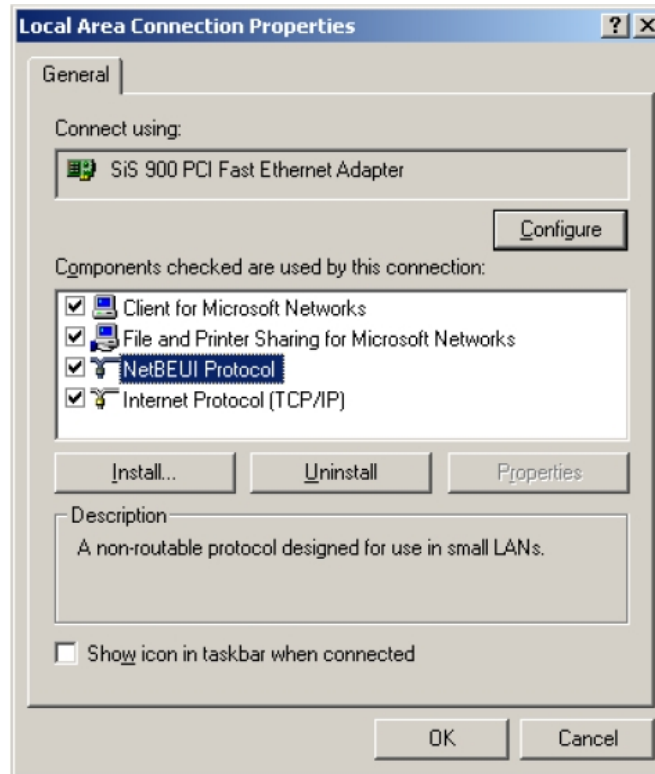 Local Area Connection Properties
General
Connect using:
SiS 900 PCI Fast Ethernet Adapter
Configure
Components checked are used by this connection:
Client for Microsoft Networks
File and Printer Sharing for Microsoft Networks
NetBEUI Protocol
Internet Protocol (TCP/IP)
Install... Uninstall Properties
Description
A non-routable protocol designed for use in small LANs.
Show icon in taskbar when connected
OK Cancel